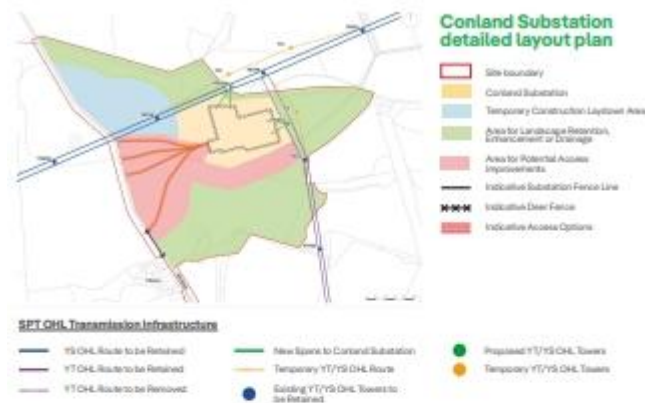 Conland Substation
detailed layout plan
Site boundary
Conland Substation
Temporary Construction Laydown Area
Area for Landscape Retention,
Enhancement or Drainage
Area for Potential Access
Improvements
Indicative Substation Fence Line
Indicative Deer Fence
Indicative Access Options
SPT OHL Transmission Infrastructure
YS OHL Route to be Retained
YT OHL Route to be Retained
YT OHL Route to be Removed
New Spans to Conland Substation
Temporary YT/YS OHL Route
Existing YT/YS OHL Towers to
be Retained
Proposed YT/YS OHL Towers
Temporary YT/YS OHL Towers